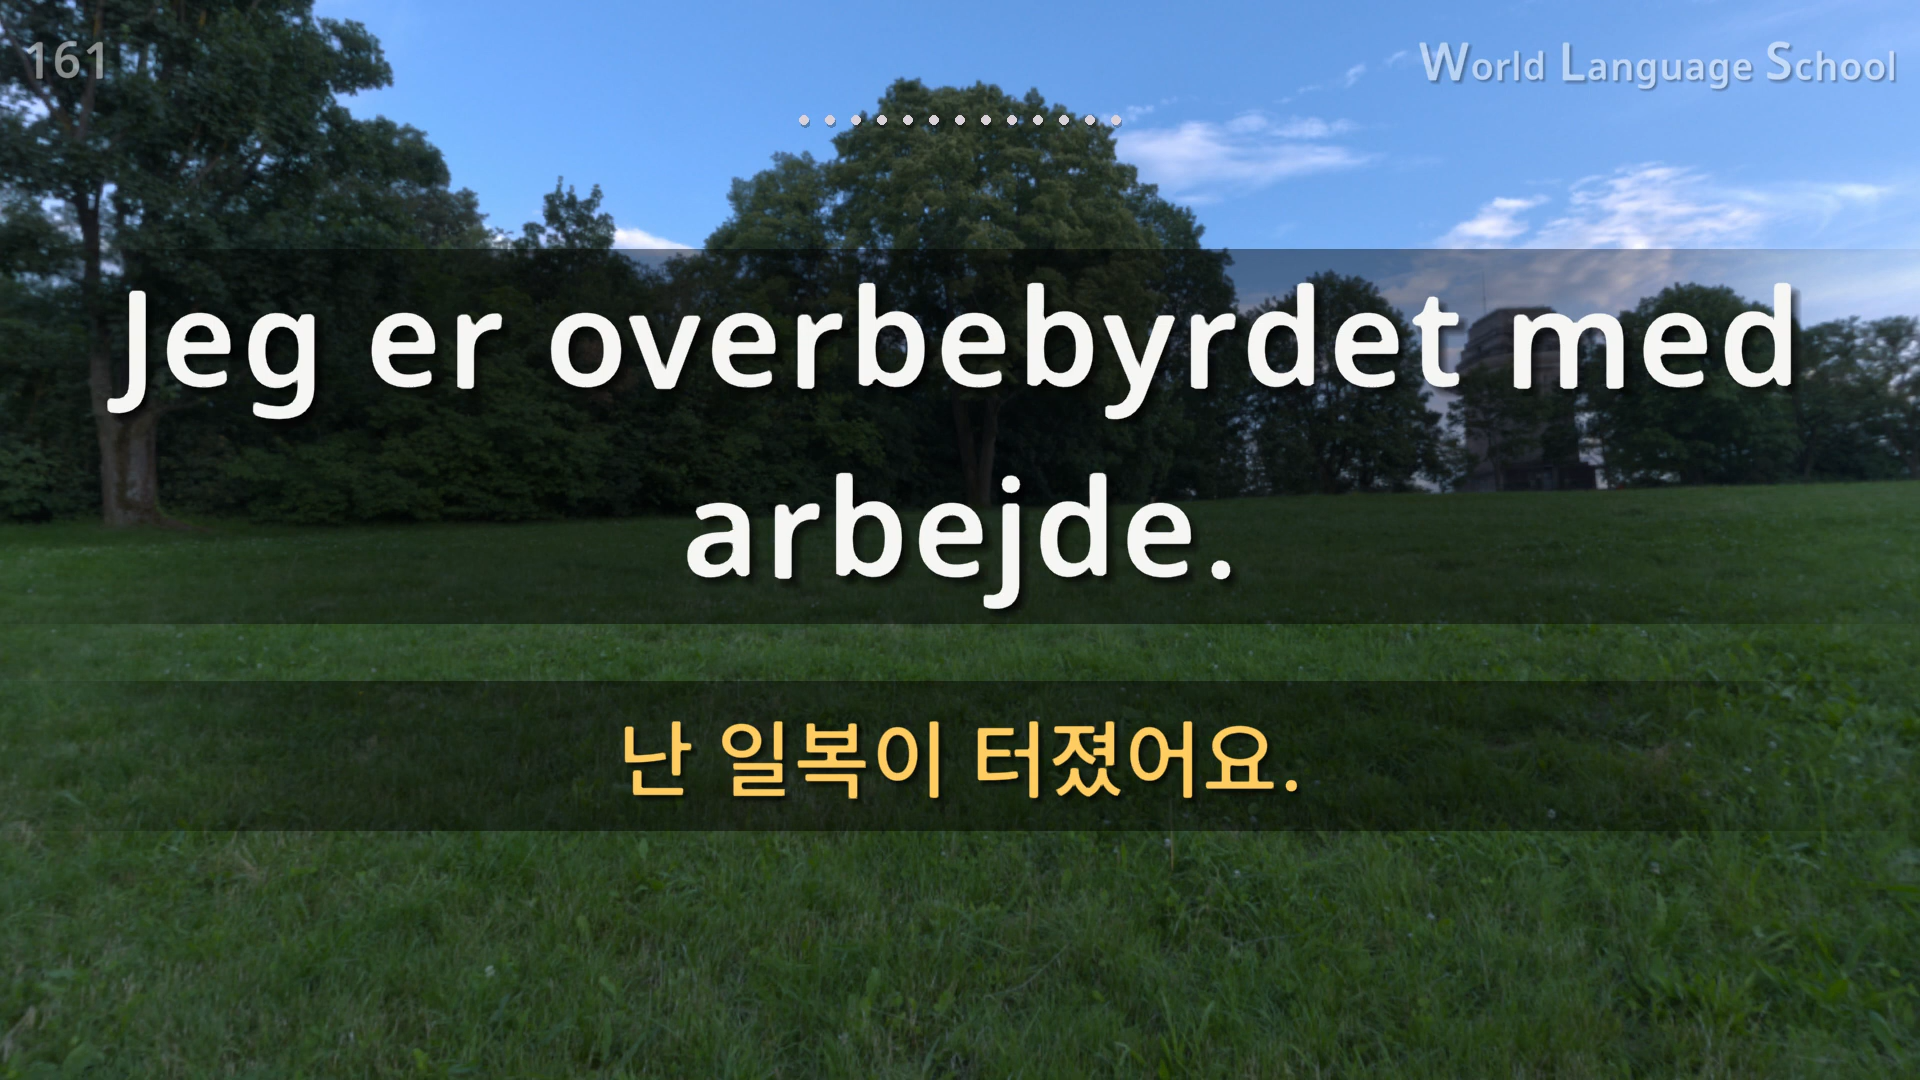 161
World Language School
Jeg er overbebyrdet med
arbejde.
난 일복이 터졌어요.